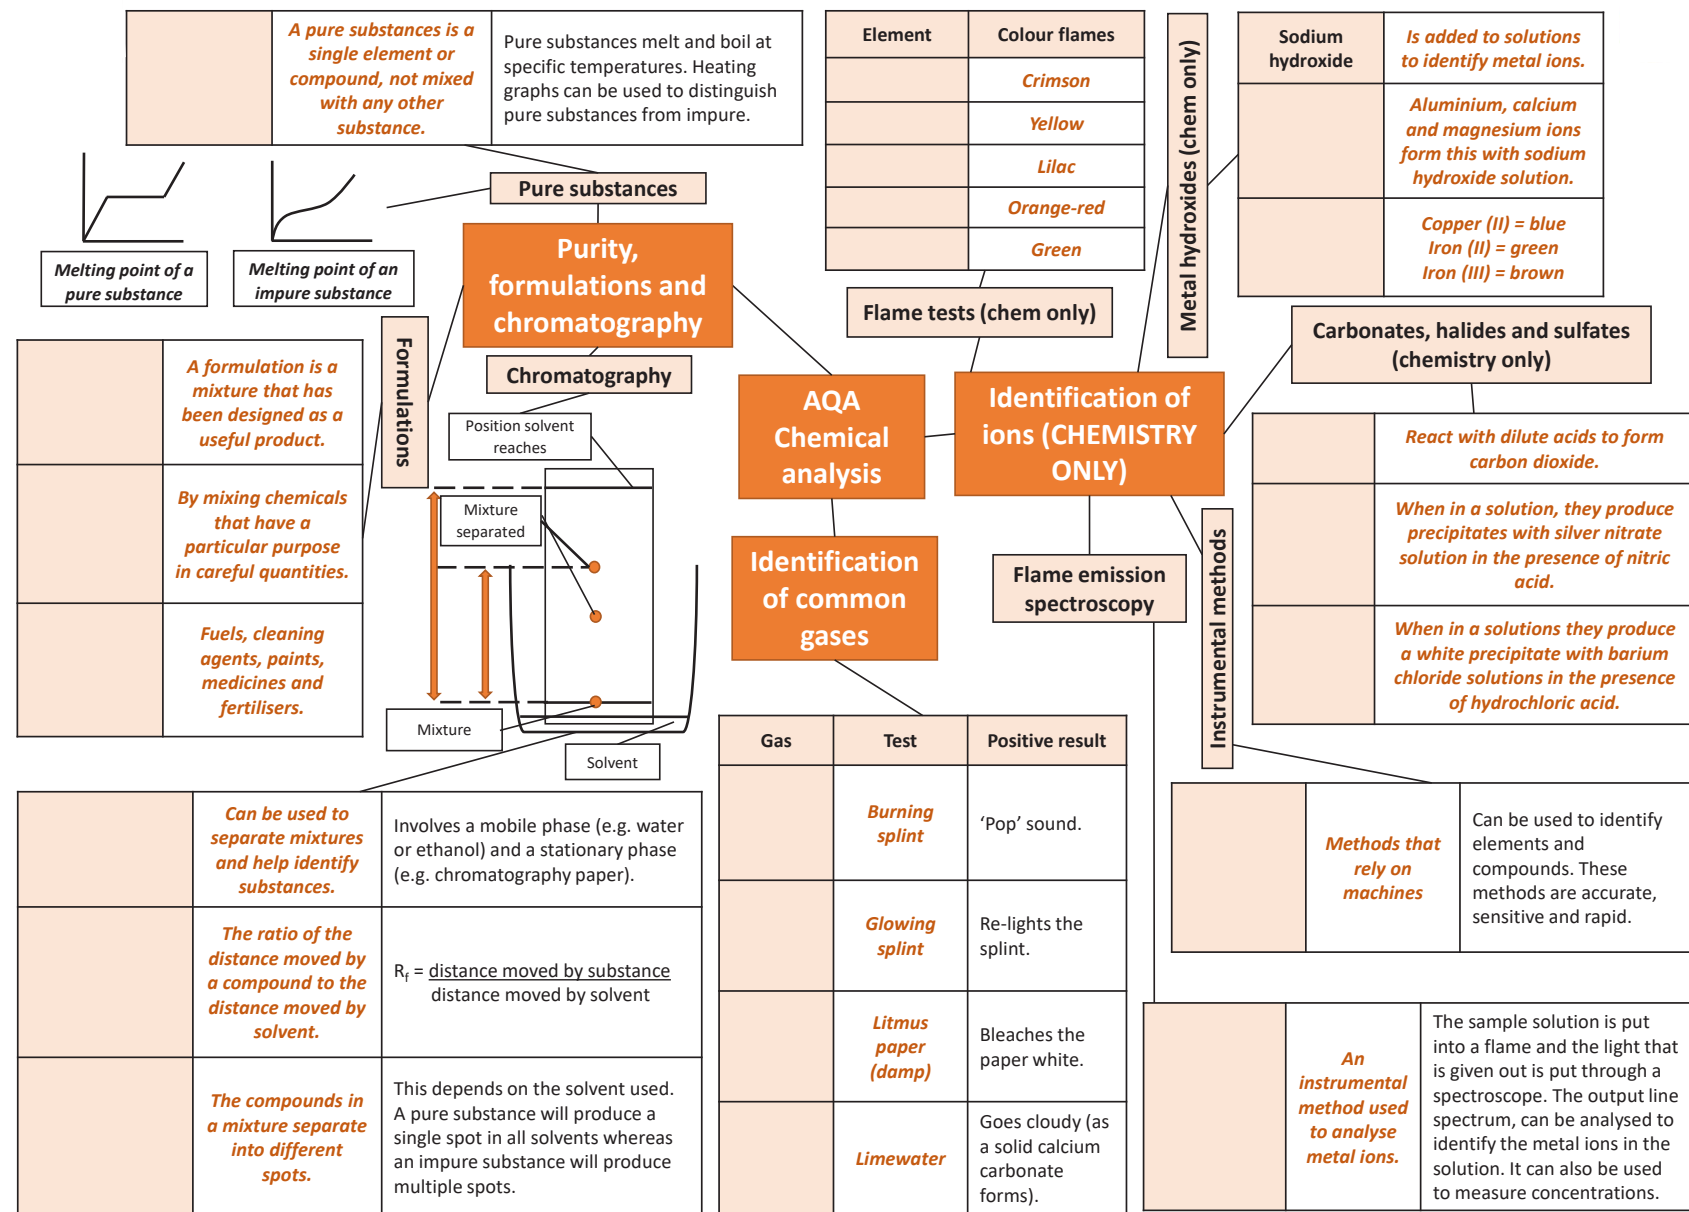 A pure substances is a
single element or
compound, not mixed
with any other
substance.
Pure substances melt and boil at
specific temperatures. Heating
graphs can be used to distinguish
pure substances from impure.
Pure substances
Melting point of a
pure substance
Melting point of an
impure substance
Purity,
formulations and
chromatography
Formulations
A formulation is a
mixture that has
been designed as a
useful product.
By mixing chemicals
that have a
particular purpose
in careful quantities.
Fuels, cleaning
agents, paints,
medicines and
fertilisers.
Chromatography
Position solvent
reaches
Mixture
separated
Mixture
Solvent
Can be used to
separate mixtures
and help identify
substances.
Involves a mobile phase (e.g. water
or ethanol) and a stationary phase
(e.g. chromatography paper).
The ratio of the
distance moved by
a compound to the
distance moved by
solvent.
Rf = distance moved by substance
distance moved by solvent
The compounds in
a mixture separate
into different
spots.
This depends on the solvent used.
A pure substance will produce a
single spot in all solvents whereas
an impure substance will produce
multiple spots.
AQA
Chemical
analysis
Identification
of common
gases
Gas Test Positive result
Burning
splint
‘Pop’ sound.
Glowing
splint
Re-lights the
splint.
Litmus
paper
(damp)
Bleaches the
paper white.
Limewater
Goes cloudy (as
a solid calcium
carbonate
forms).
Identification of
ions (CHEMISTRY
ONLY)
Element Colour flames
Crimson
Yellow
Lilac
Orange-red
Green
Flame tests (chem only)
Metal hydroxides (chem only)
Sodium
hydroxide
Is added to solutions
to identify metal ions.
Aluminium, calcium
and magnesium ions
form this with sodium
hydroxide solution.
Copper (II) = blue
Iron (II) = green
Iron (III) = brown
Carbonates, halides and sulfates
(chemistry only)
React with dilute acids to form
carbon dioxide.
When in a solution, they produce
precipitates with silver nitrate
solution in the presence of nitric
acid.
When in a solutions they produce
a white precipitate with barium
chloride solutions in the presence
of hydrochloric acid.
Flame emission
spectroscopy
Instrumental methods
Methods that
rely on
machines
Can be used to identify
elements and
compounds. These
methods are accurate,
sensitive and rapid.
An
instrumental
method used
to analyse
metal ions.
The sample solution is put
into a flame and the light that
is given out is put through a
spectroscope. The output line
spectrum, can be analysed to
identify the metal ions in the
solution. It can also be used
to measure concentrations.